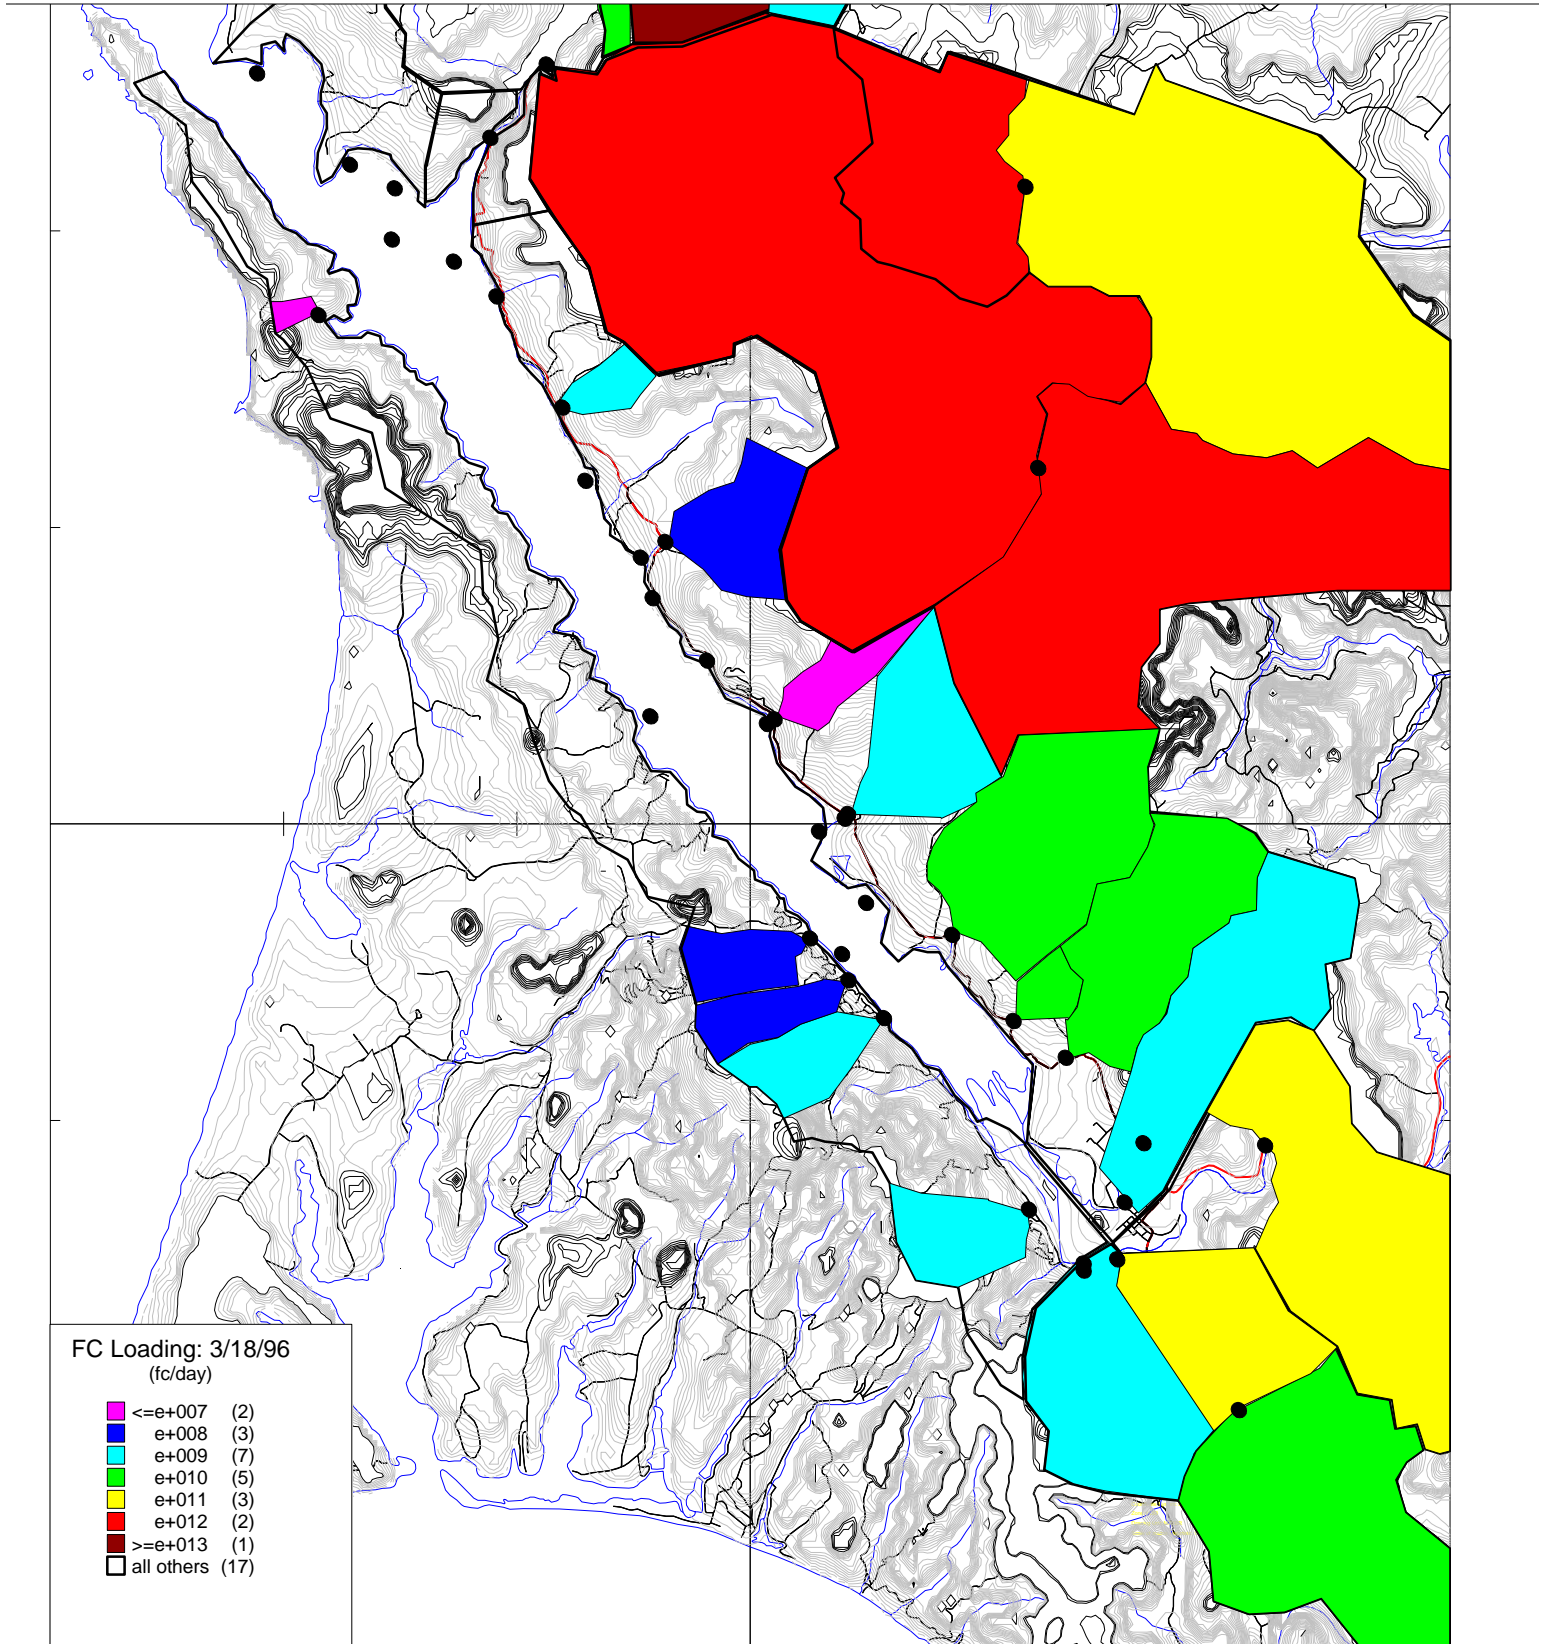 FC Loading: 3/18/96
(fc/day)
<=e+007 (2)
e+008 (3)
e+009 (7)
e+010 (5)
e+011 (3)
e+012 (2)
>=e+013 (1)
all others (17)